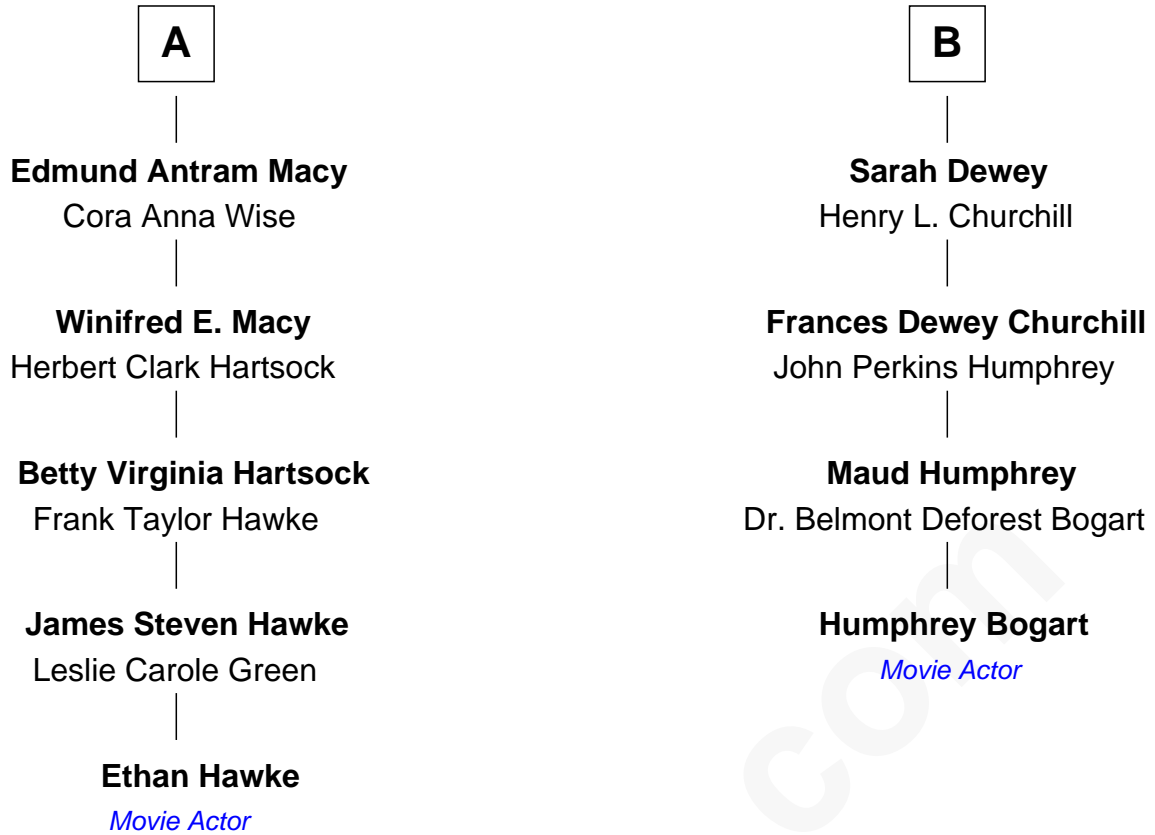 A
Edmund Antram Macy
Cora Anna Wise
Winifred E. Macy
Herbert Clark Hartsock
Betty Virginia Hartsock
Frank Taylor Hawke
James Steven Hawke
Leslie Carole Green
Ethan Hawke
Movie Actor
B
Sarah Dewey
Henry L. Churchill
Frances Dewey Churchill
John Perkins Humphrey
Maud Humphrey
Dr. Belmont Deforest Bogart
Humphrey Bogart
Movie Actor
com